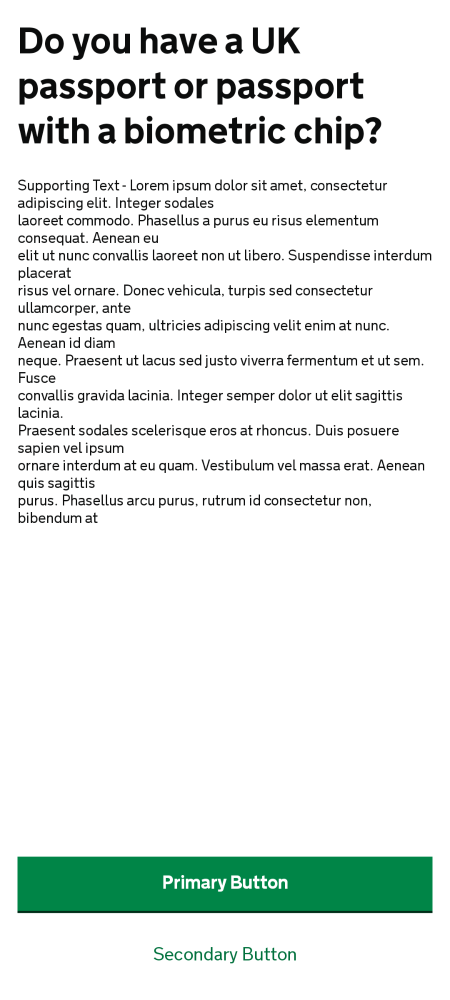 Do you have a UK
passport or passport
with a biometric chip?
Supporting Text - Lorem ipsum dolor sit amet, consectetur
adipiscing elit. Integer sodales
laoreet commodo. Phasellus a purus eu risus elementum
consequat. Aenean eu
elit ut nunc convallis laoreet non ut libero. Suspendisse interdum
placerat
risus vel ornare. Donec vehicula, turpis sed consectetur
ullamcorper, ante
nunc egestas quam, ultricies adipiscing velit enim at nunc.
Aenean id diam
neque. Praesent ut lacus sed justo viverra fermentum et ut sem.
Fusce
convallis gravida lacinia. Integer semper dolor ut elit sagittis
lacinia.
Praesent sodales scelerisque eros at rhoncus. Duis posuere
sapien vel ipsum
ornare interdum at eu quam. Vestibulum vel massa erat. Aenean
quis sagittis
purus. Phasellus arcu purus, rutrum id consectetur non,
bibendum at
Primary Button
Secondary Button